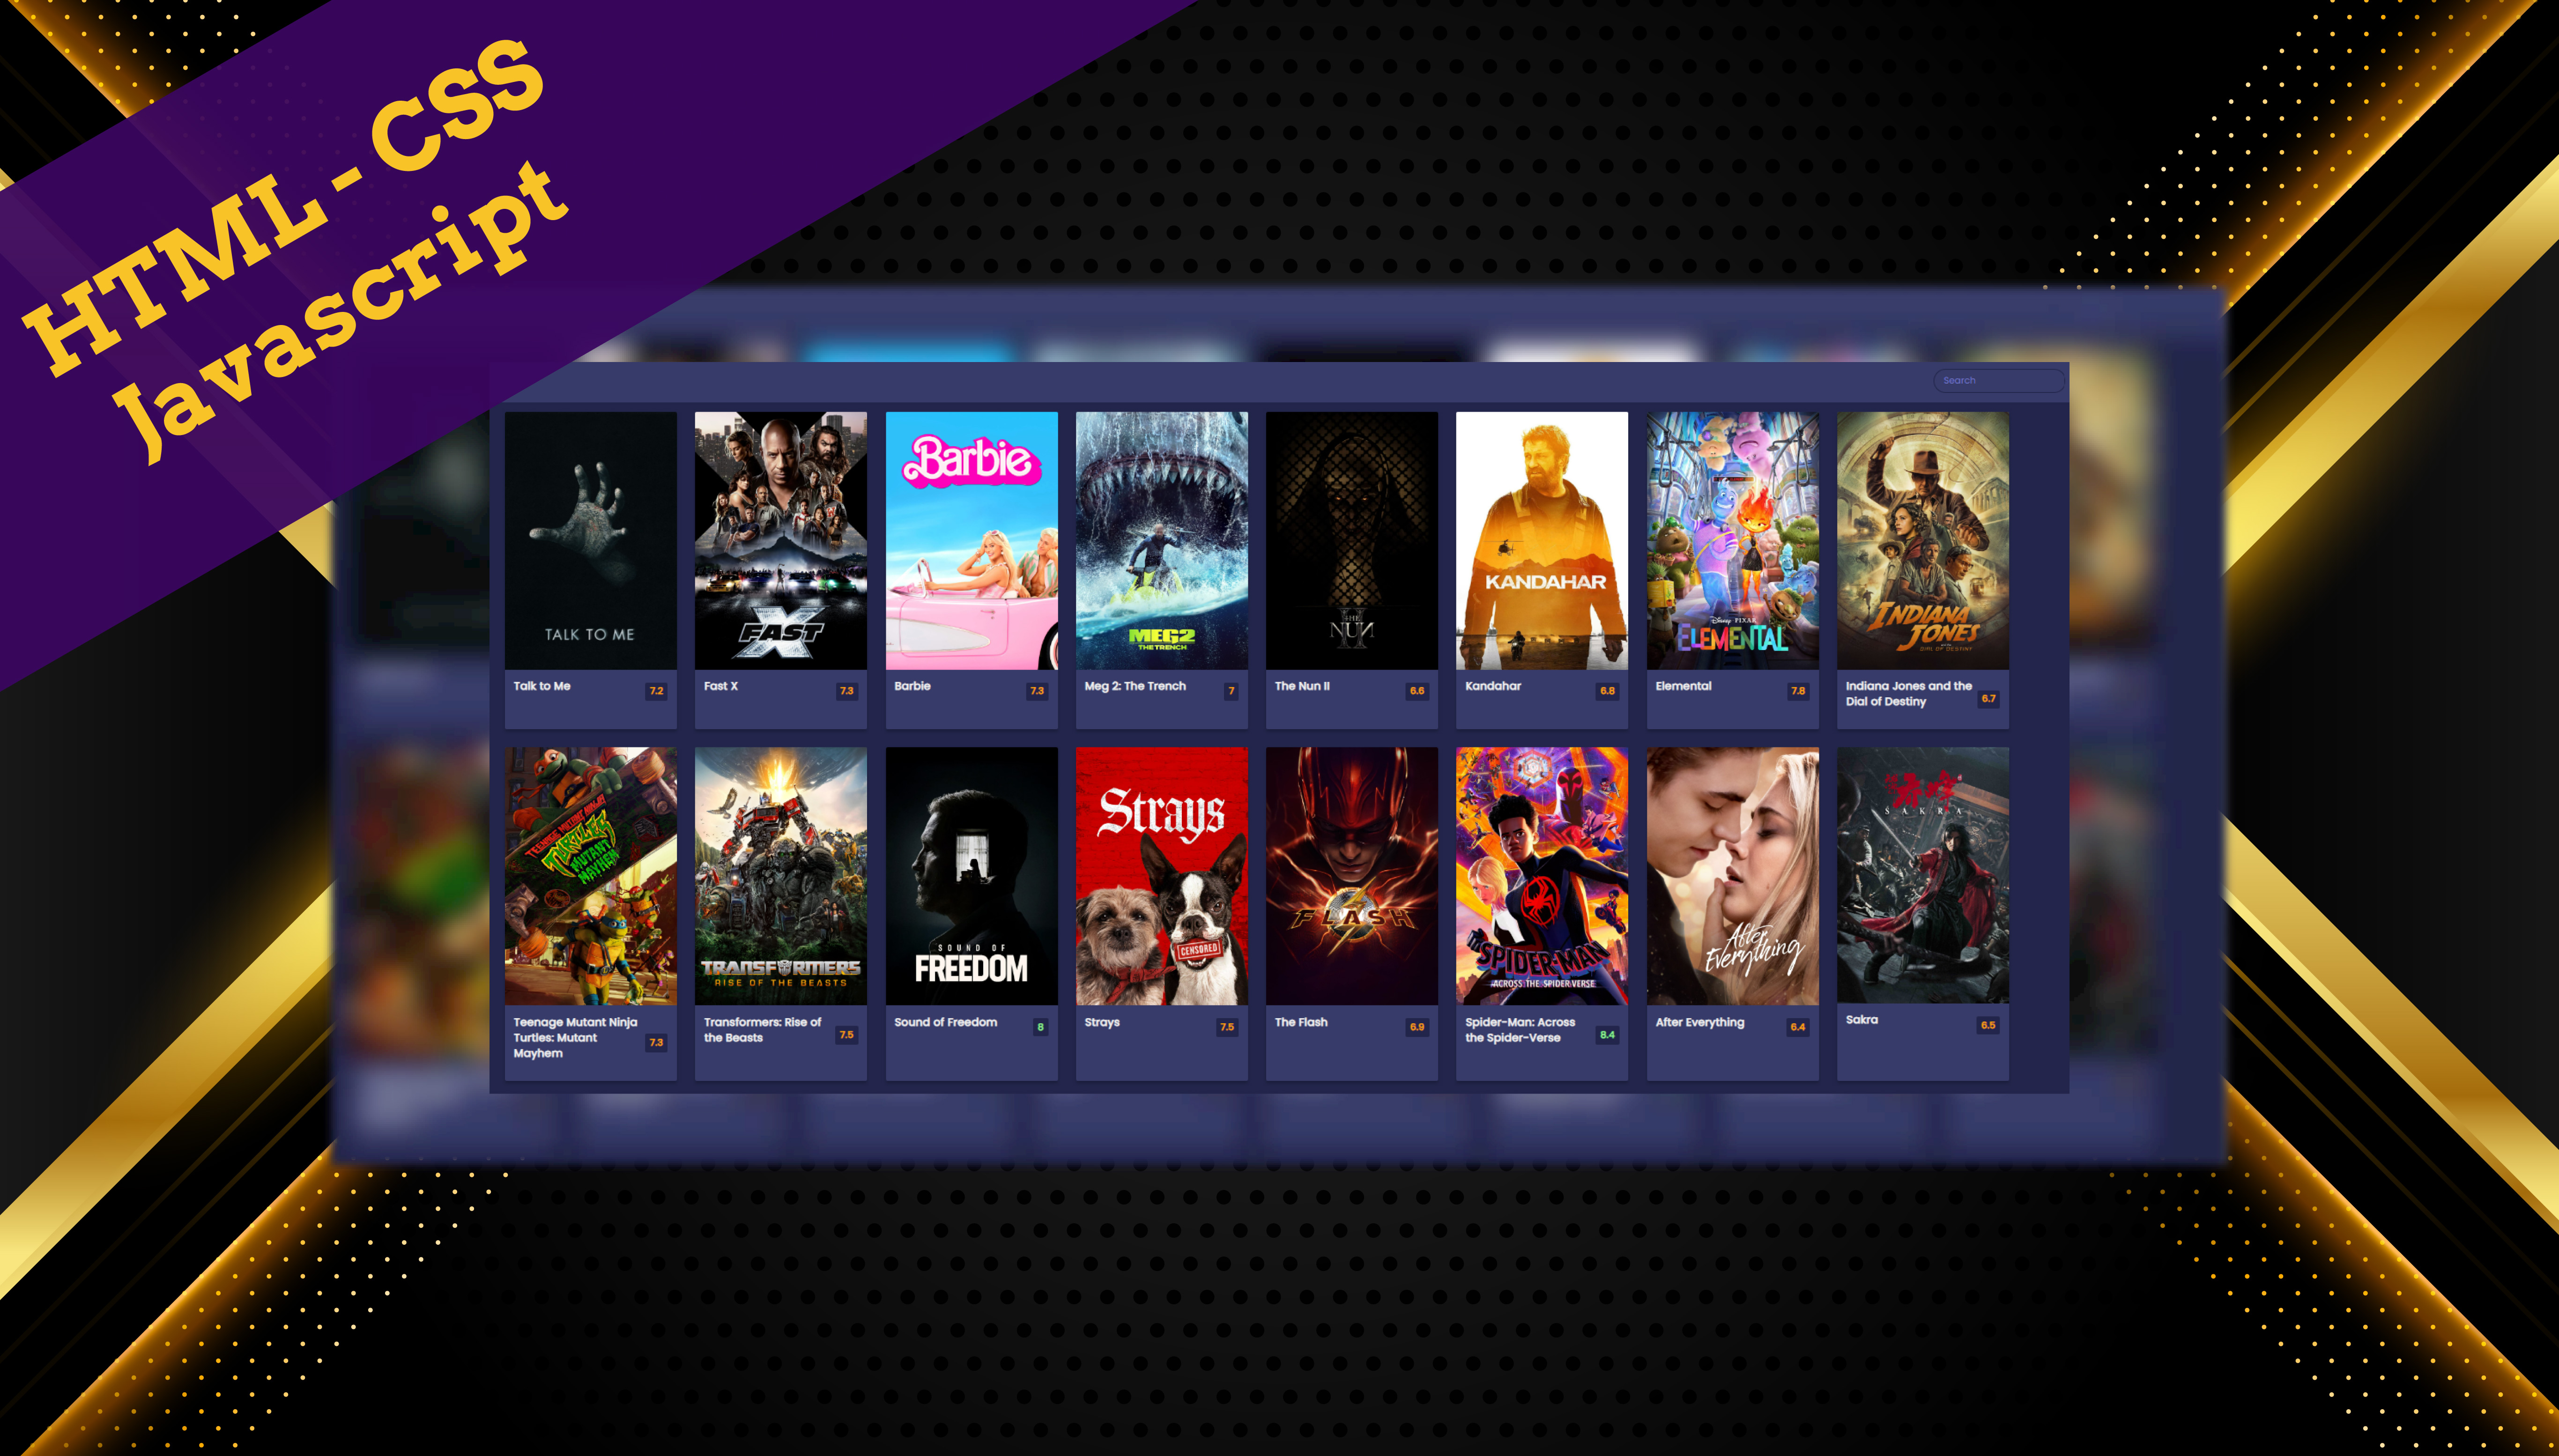 HTML - CSS
Javascript
Search
TALK TO ME
FAST X
Barbie
MEG2
THE TRENCH
THE
NUN
II
KANDAHAR
Disney PIXAR
ELEMENTAL
INDIANA
JONES
AND THE
DIAL OF DESTINY
Talk to Me
7.2
Fast X
7.3
Barbie
7.3
Meg 2: The Trench
7
The Nun II
6.6
Kandahar
6.8
Elemental
7.8
Indiana Jones and the
Dial of Destiny
6.7
TEENAGE MUTANT NINJA
TURTLES
MUTANT
MAYHEM
TRANSFORMERS
RISE OF THE BEASTS
SOUND OF
FREEDOM
Strays
CENSORED
FLASH
SPIDER-MAN
ACROSS THE SPIDER-VERSE
After
Everything
SAKRA
Teenage Mutant Ninja
Turtles: Mutant
Mayhem
7.3
Transformers: Rise of
the Beasts
7.5
Sound of Freedom
8
Strays
7.5
The Flash
6.9
Spider-Man: Across
the Spider-Verse
8.4
After Everything
6.4
Sakra
6.5